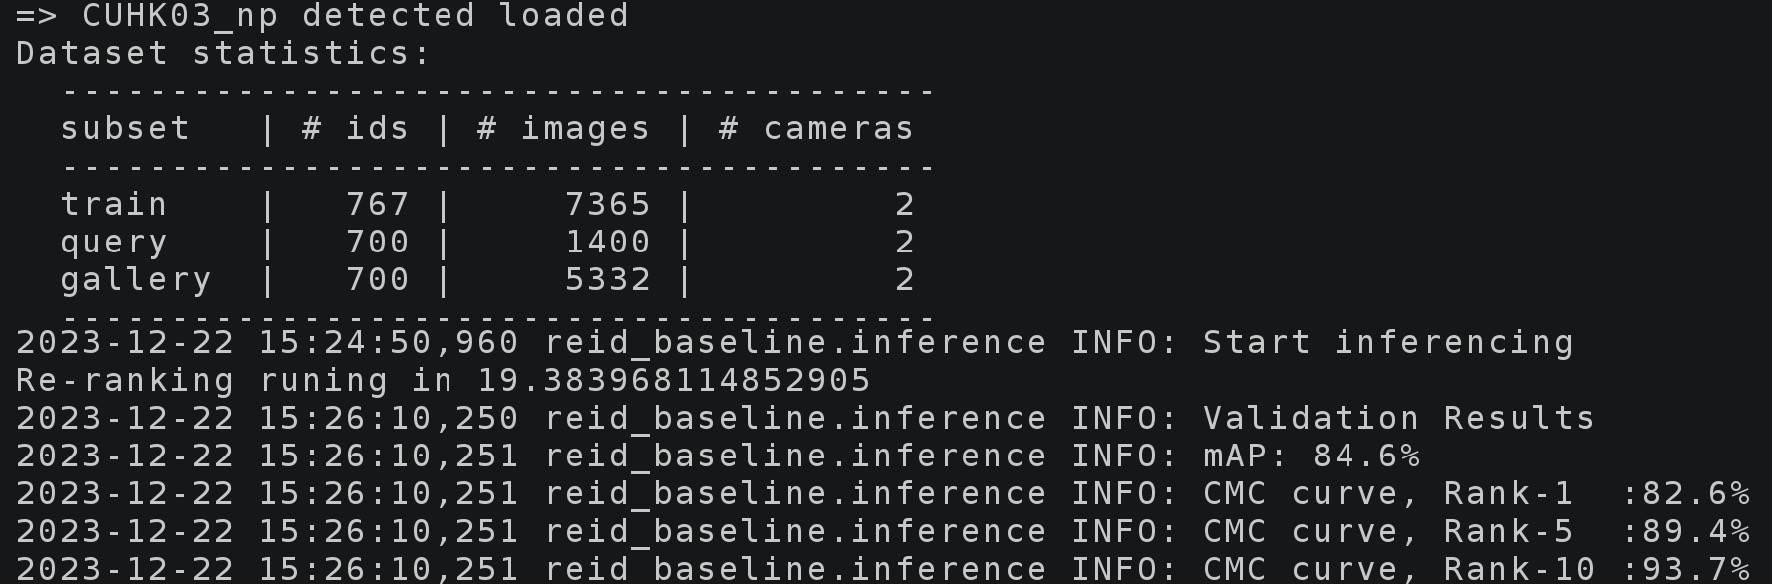 => CUHK03_np detected loaded
Dataset statistics:
  ----------------------------------------
  subset   | # ids | # images | # cameras
  ----------------------------------------
  train    |   767 |     7365 |         2
  query    |   700 |     1400 |         2
  gallery  |   700 |     5332 |         2
  ----------------------------------------
2023-12-22 15:24:50,960 reid_baseline.inference INFO: Start inferencing
Re-ranking runing in 19.383968114852905
2023-12-22 15:26:10,250 reid_baseline.inference INFO: Validation Results
2023-12-22 15:26:10,251 reid_baseline.inference INFO: mAP: 84.6%
2023-12-22 15:26:10,251 reid_baseline.inference INFO: CMC curve, Rank-1  :82.6%
2023-12-22 15:26:10,251 reid_baseline.inference INFO: CMC curve, Rank-5  :89.4%
2023-12-22 15:26:10,251 reid_baseline.inference INFO: CMC curve, Rank-10 :93.7%